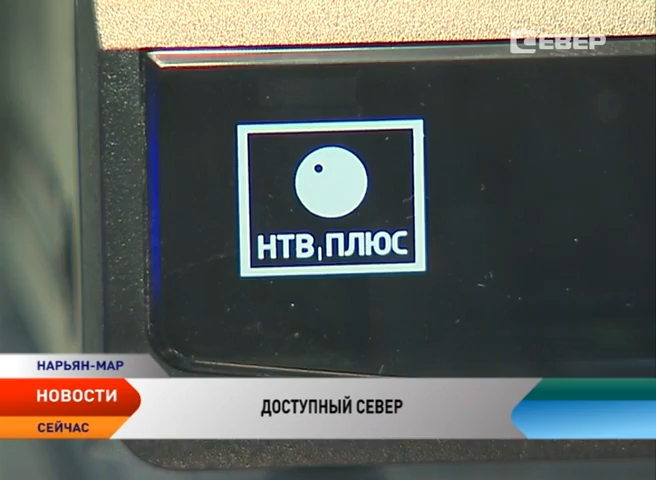 СЕВЕР
НТВ ПЛЮС
НАРЬЯН-МАР
НОВОСТИ
ДОСТУПНЫЙ СЕВЕР
СЕЙЧАС